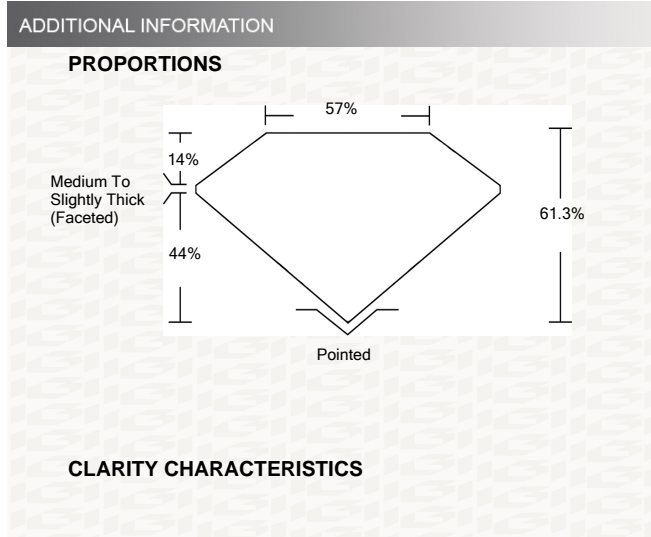 ADDITIONAL INFORMATION
PROPORTIONS
57%
14%
Medium To
Slightly Thick
(Faceted)
61.3%
44%
Pointed
CLARITY CHARACTERISTICS